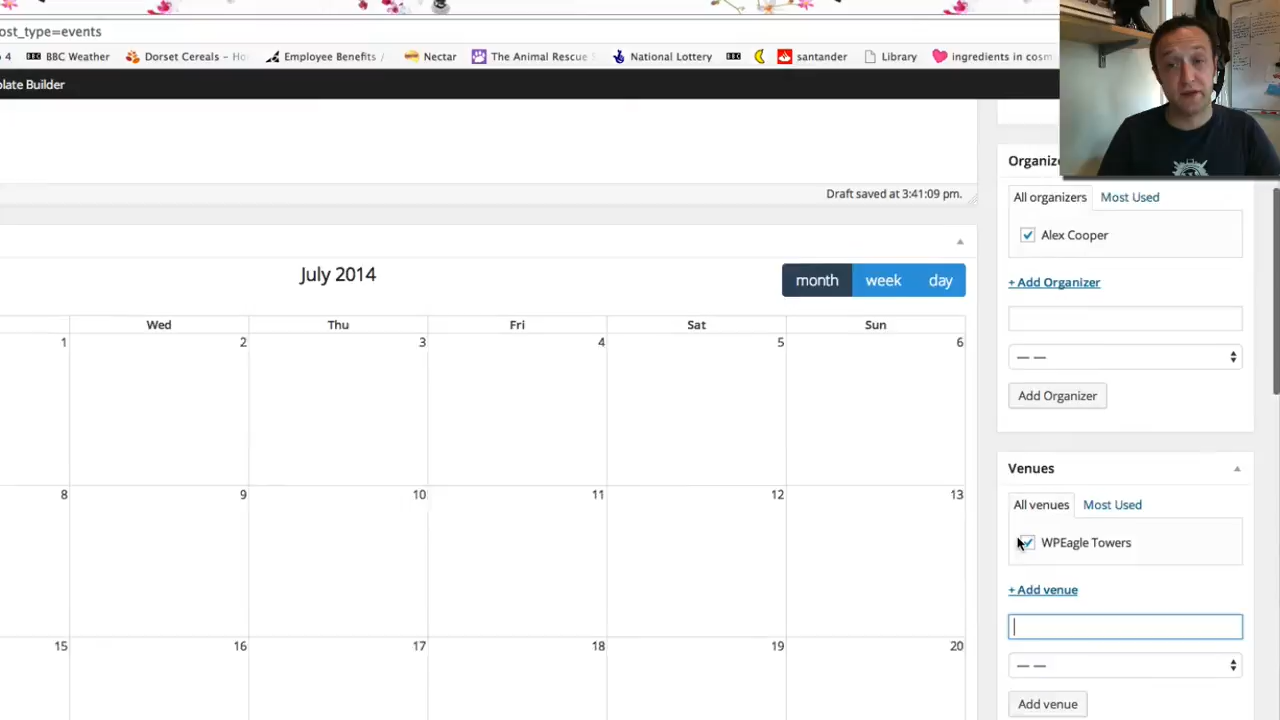 ost_type=events
o 4
BBC Weather
Dorset Cereals - Ho
Employee Benefits /
Nectar
The Animal Rescue S
National Lottery
BBC
santander
Library
ingredients in cosm
plate Builder
Draft saved at 3:41:09 pm.
Organize
All organizers
Most Used
Alex Cooper
+ Add Organizer
— —
Add Organizer
July 2014
month
week
day
Wed
Thu
Fri
Sat
Sun
1
2
3
4
5
6
8
9
10
11
12
13
15
16
17
18
19
20
Venues
All venues
Most Used
WPEagle Towers
+ Add venue
— —
Add venue